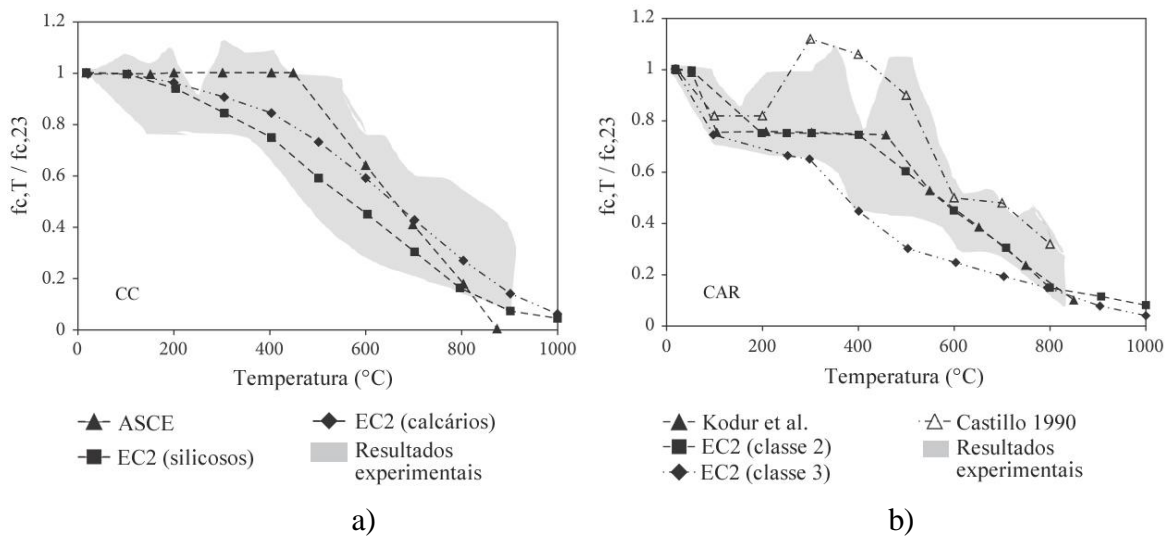 1.2
1
0.8
0.6
0.4
0.2
0
fc,T / fc,23
CC
0 200 400 600 800 1000
Temperatura (°C)
ASCE
EC2 (silicosos)
EC2 (calcários)
Resultados
experimentais
a)
1.2
1
0.8
0.6
0.4
0.2
0
fc,T / fc,23
CAR
0 200 400 600 800 1000
Temperatura (°C)
Kodur et al.
EC2 (classe 2)
EC2 (classe 3)
Castillo 1990
Resultados
experimentais
b)